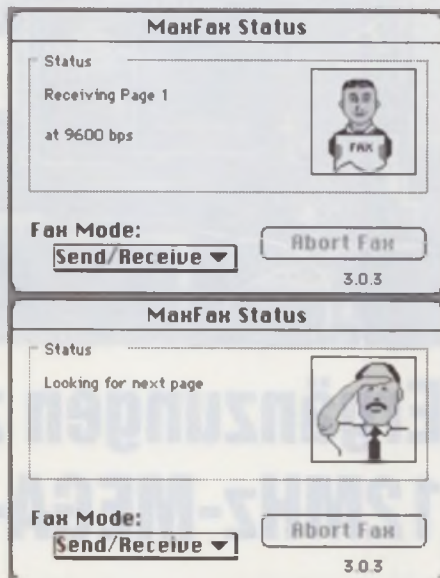 MaxFax Status
Status
Receiving Page 1
at 9600 bps
FAX
Fax Mode:
Send/Receive
Abort Fax
3.0.3
MaxFax Status
Status
Looking for next page
Fax Mode:
Send/Receive
Abort Fax
3.0.3